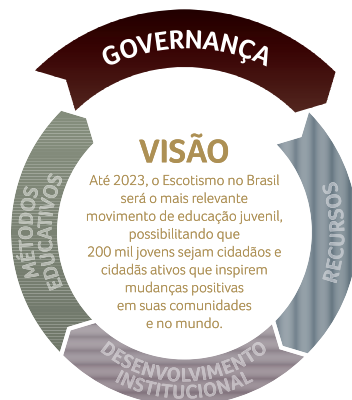 GOVERNANÇA
VISÃO
Até 2023, o Escotismo no Brasil
será o mais relevante
movimento de educação juvenil,
possibilitando que
200 mil jovens sejam cidadãos e
cidadãs ativos que inspirem
mudanças positivas
em suas comunidades
e no mundo.
MÉTODOS
EDUCATIVOS
RECURSOS
DESENVOLVIMENTO
INSTITUCIONAL